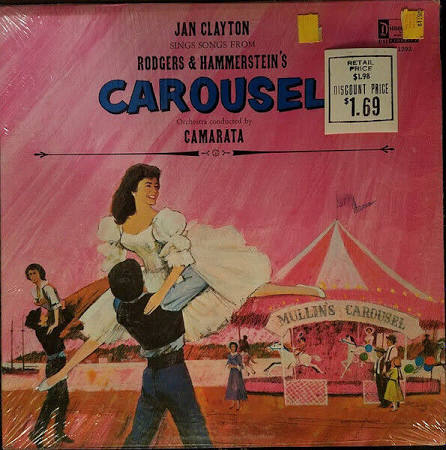 JAN CLAYTON
SINGS SONGS FROM
RODGERS & HAMMERSTEIN'S
CAROUSEL
Orchestra conducted by
CAMARATA
RETAIL
PRICE
$1.98
DISCOUNT PRICE
$1.69
MULLIN'S CAROUSEL